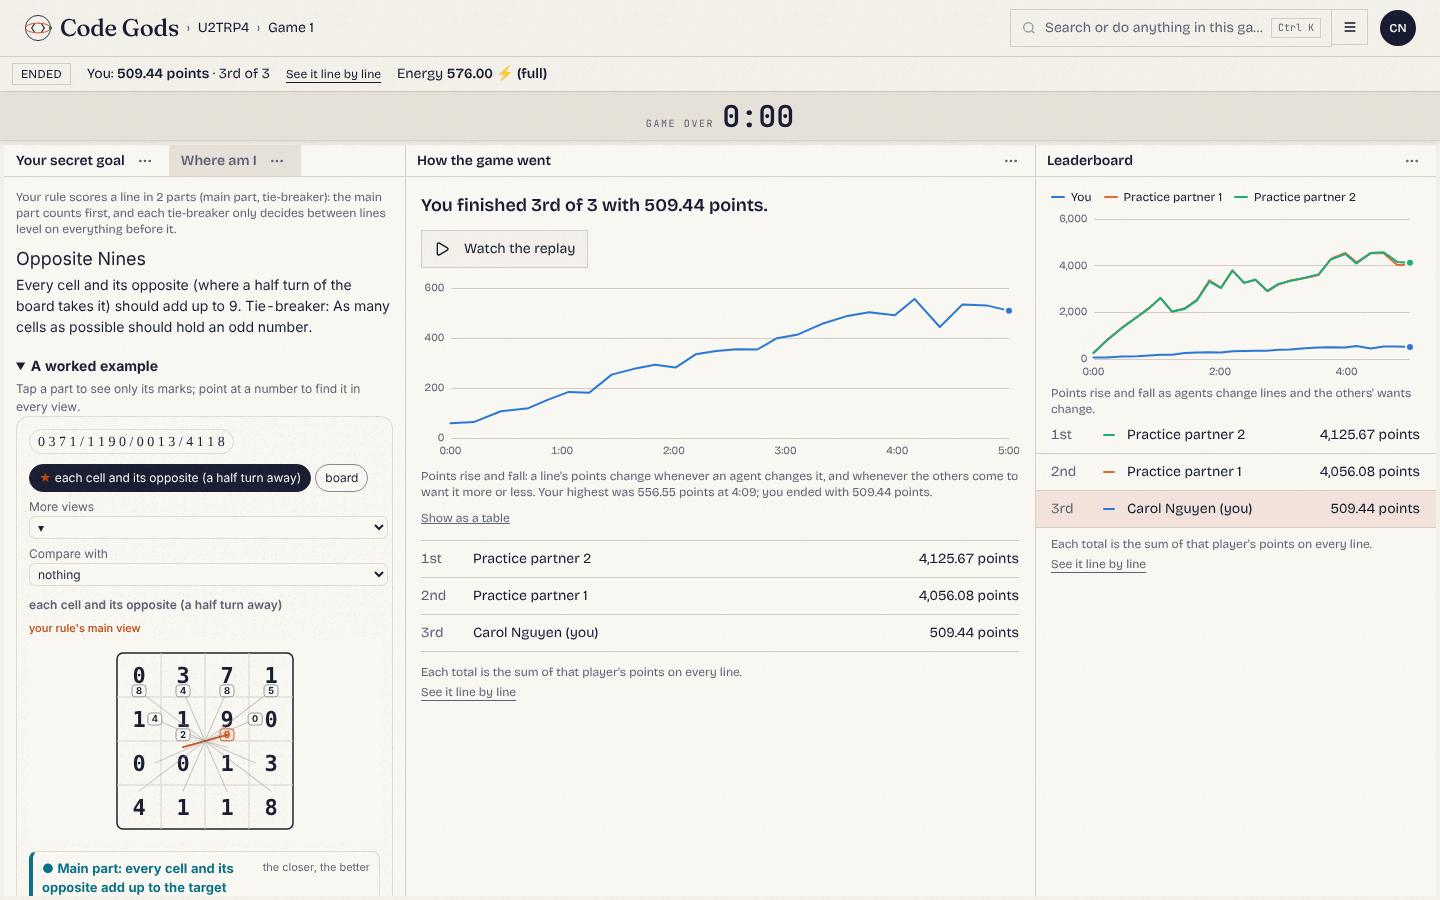 Code Gods › U2TRP4 › Game 1
Search or do anything in this ga... Ctrl K
CN
ENDED You: 509.44 points · 3rd of 3 See it line by line Energy 576.00 ⚡ (full)
GAME OVER 0:00
Your secret goal ··· Where am I ···
Your rule scores a line in 2 parts (main part, tie-breaker): the main
part counts first, and each tie-breaker only decides between lines
level on everything before it.
Opposite Nines
Every cell and its opposite (where a half turn of the
board takes it) should add up to 9. Tie-breaker: As many
cells as possible should hold an odd number.
▼ A worked example
Tap a part to see only its marks; point at a number to find it in
every view.
0371/1190/0013/4118
★ each cell and its opposite (a half turn away) board
More views
▾
Compare with
nothing
each cell and its opposite (a half turn away)
your rule's main view
0 3 7 1
8 4 8 5
1 4 1 9 0 0
2 9
0 0 1 3
4 1 1 8
● Main part: every cell and its the closer, the better
opposite add up to the target
How the game went ···
You finished 3rd of 3 with 509.44 points.
Watch the replay
600
400
200
0
0:00 1:00 2:00 3:00 4:00 5:00
Points rise and fall: a line's points change whenever an agent changes it, and whenever the others come to
want it more or less. Your highest was 556.55 points at 4:09; you ended with 509.44 points.
Show as a table
1st Practice partner 2 4,125.67 points
2nd Practice partner 1 4,056.08 points
3rd Carol Nguyen (you) 509.44 points
Each total is the sum of that player's points on every line.
See it line by line
Leaderboard ···
You Practice partner 1 Practice partner 2
6,000
4,000
2,000
0
0:00 2:00 4:00
Points rise and fall as agents change lines and the others' wants
change.
1st Practice partner 2 4,125.67 points
2nd Practice partner 1 4,056.08 points
3rd Carol Nguyen (you) 509.44 points
Each total is the sum of that player's points on every line.
See it line by line